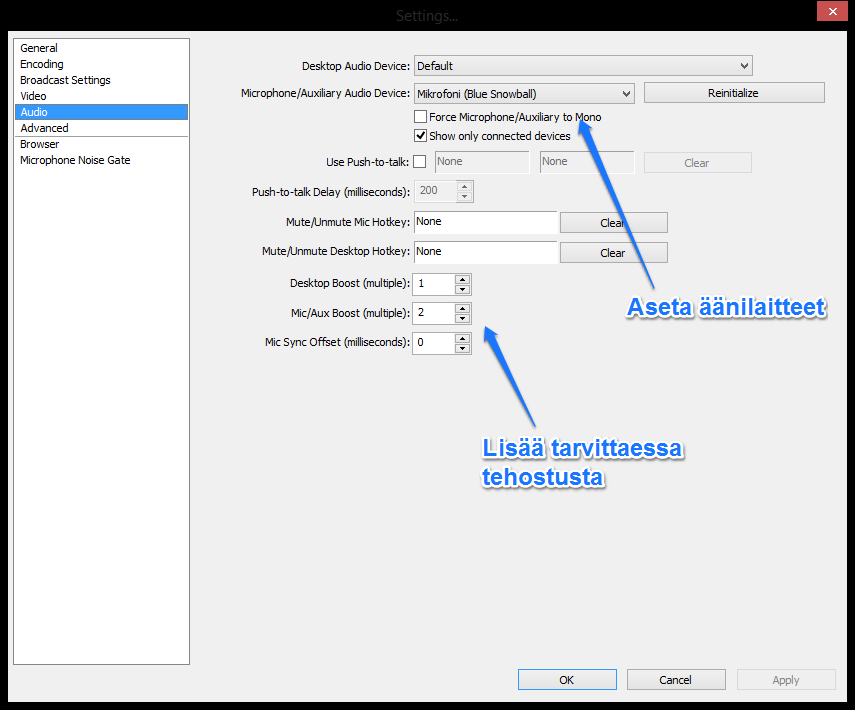 Settings...
General
Encoding
Broadcast Settings
Video
Audio
Advanced
Browser
Microphone Noise Gate
Desktop Audio Device: Default
Microphone/Auxiliary Audio Device: Mikrofoni (Blue Snowball) Reinitialize
Force Microphone/Auxiliary to Mono
Show only connected devices
Use Push-to-talk: None None Clear
Push-to-talk Delay (milliseconds): 200
Mute/Unmute Mic Hotkey: None Clear
Mute/Unmute Desktop Hotkey: None Clear
Desktop Boost (multiple): 1
Mic/Aux Boost (multiple): 2
Mic Sync Offset (milliseconds): 0
Aseta äänilaitteet
Lisää tarvittaessa
tehostusta
OK Cancel Apply